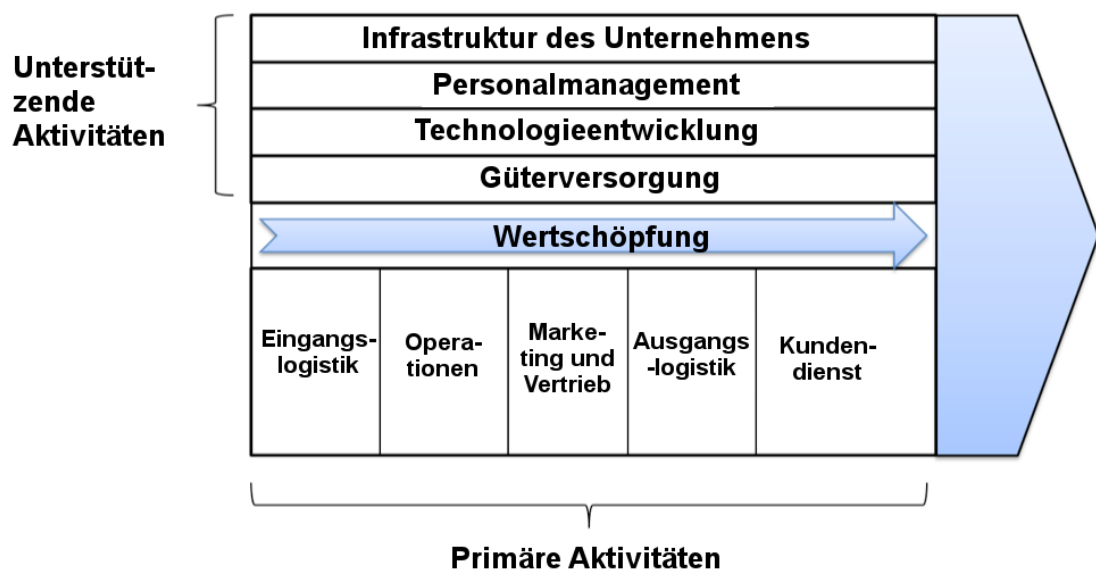 Infrastruktur des Unternehmens
Unterstüt-
zende
Aktivitäten
Personalmanagement
Technologieentwicklung
Güterversorgung
Wertschöpfung
Eingangs-
logistik
Opera-
tionen
Marke-
ting und
Vertrieb
Ausgangs
-logistik
Kunden-
dienst
Primäre Aktivitäten